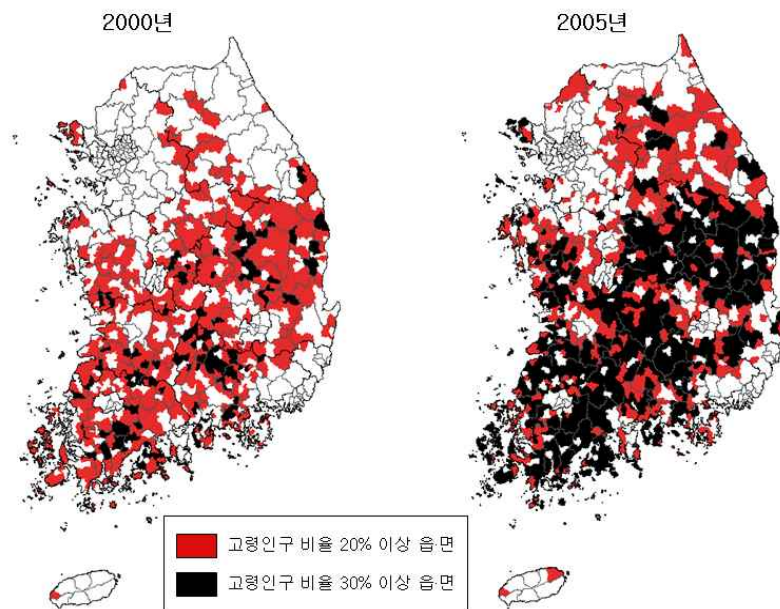 2000년
2005년
고령인구 비율 20% 이상 읍·면
고령인구 비율 30% 이상 읍·면